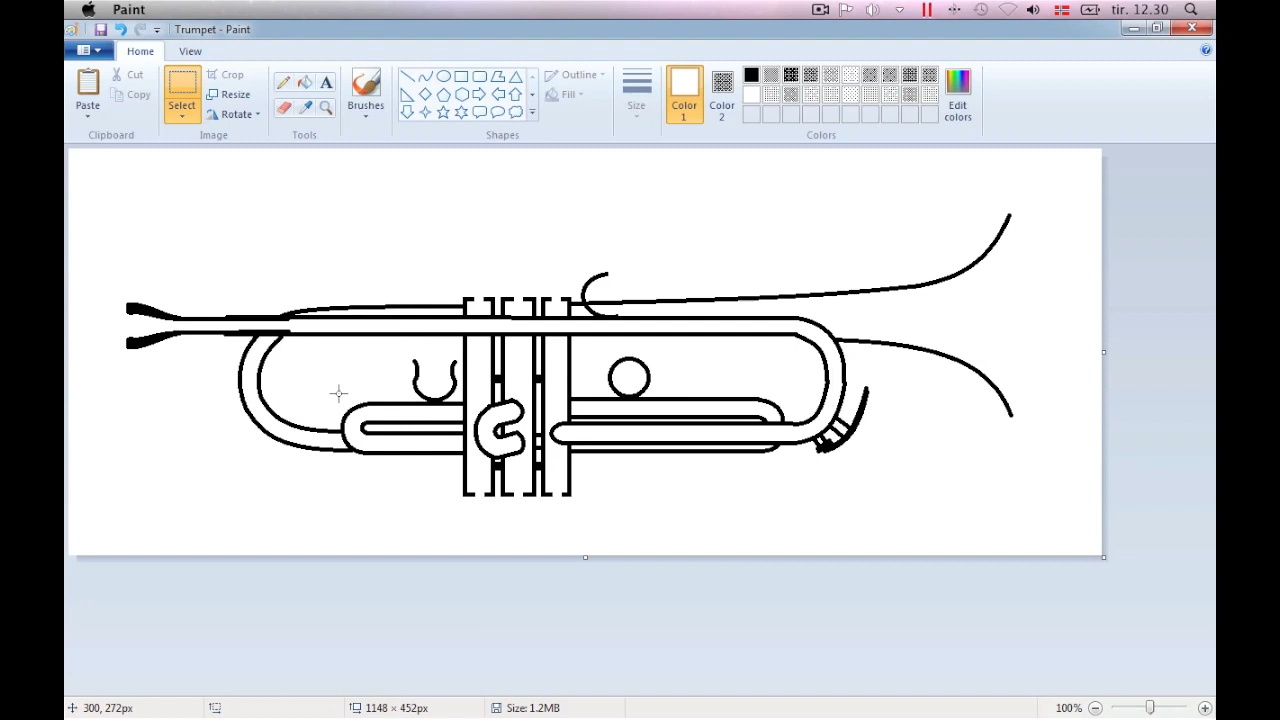 Paint
tir. 12.30
Trumpet - Paint
Home
View
Paste
Cut
Copy
Clipboard
Select
Crop
Resize
Rotate
Image
Tools
Brushes
Shapes
Outline
Fill
Size
Color
1
Color
2
Colors
Edit
colors
300, 272px
1148 × 452px
Size: 1.2MB
100%